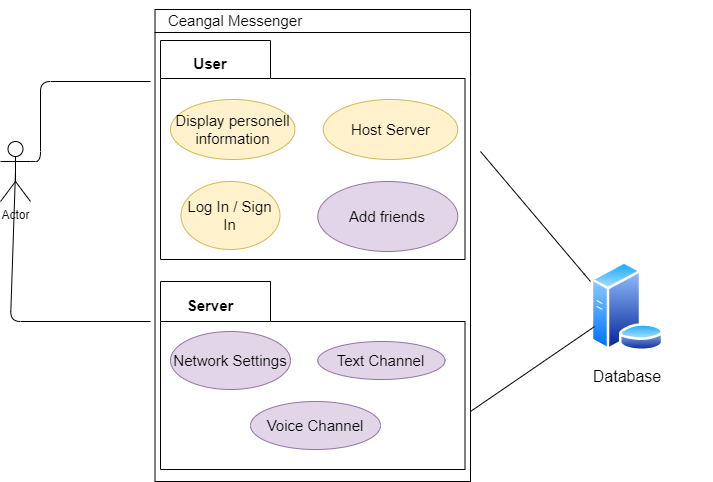 Ceangal Messenger
User
Display personell
information
Host Server
Log In / Sign
In
Add friends
Actor
Server
Network Settings
Text Channel
Voice Channel
Database